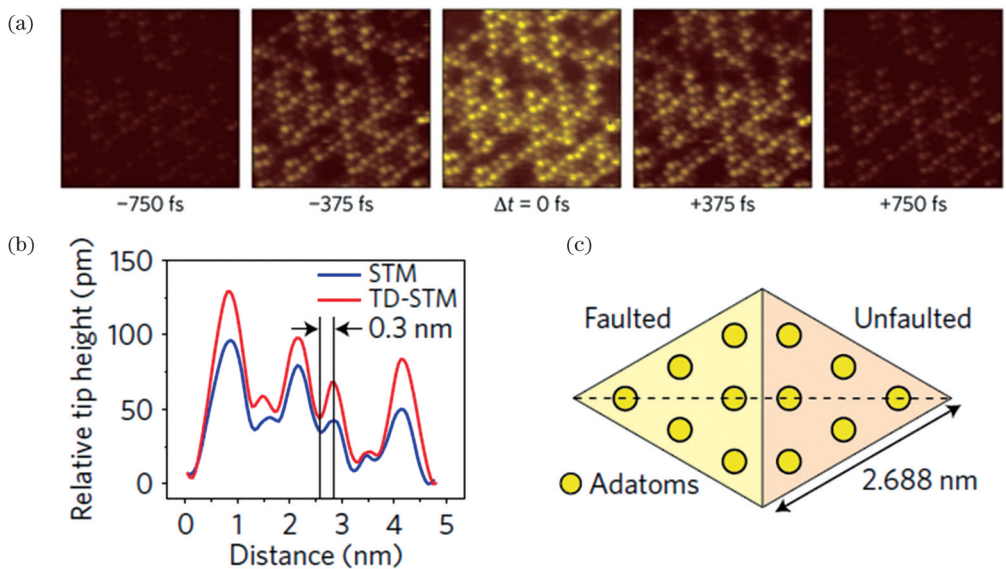 (a)
−750 fs
−375 fs
Δt = 0 fs
+375 fs
+750 fs
(b)
Relative tip height (pm)
150
100
50
0
STM
TD-STM
0.3 nm
0 1 2 3 4 5
Distance (nm)
(c)
Faulted
Unfaulted
Adatoms
2.688 nm